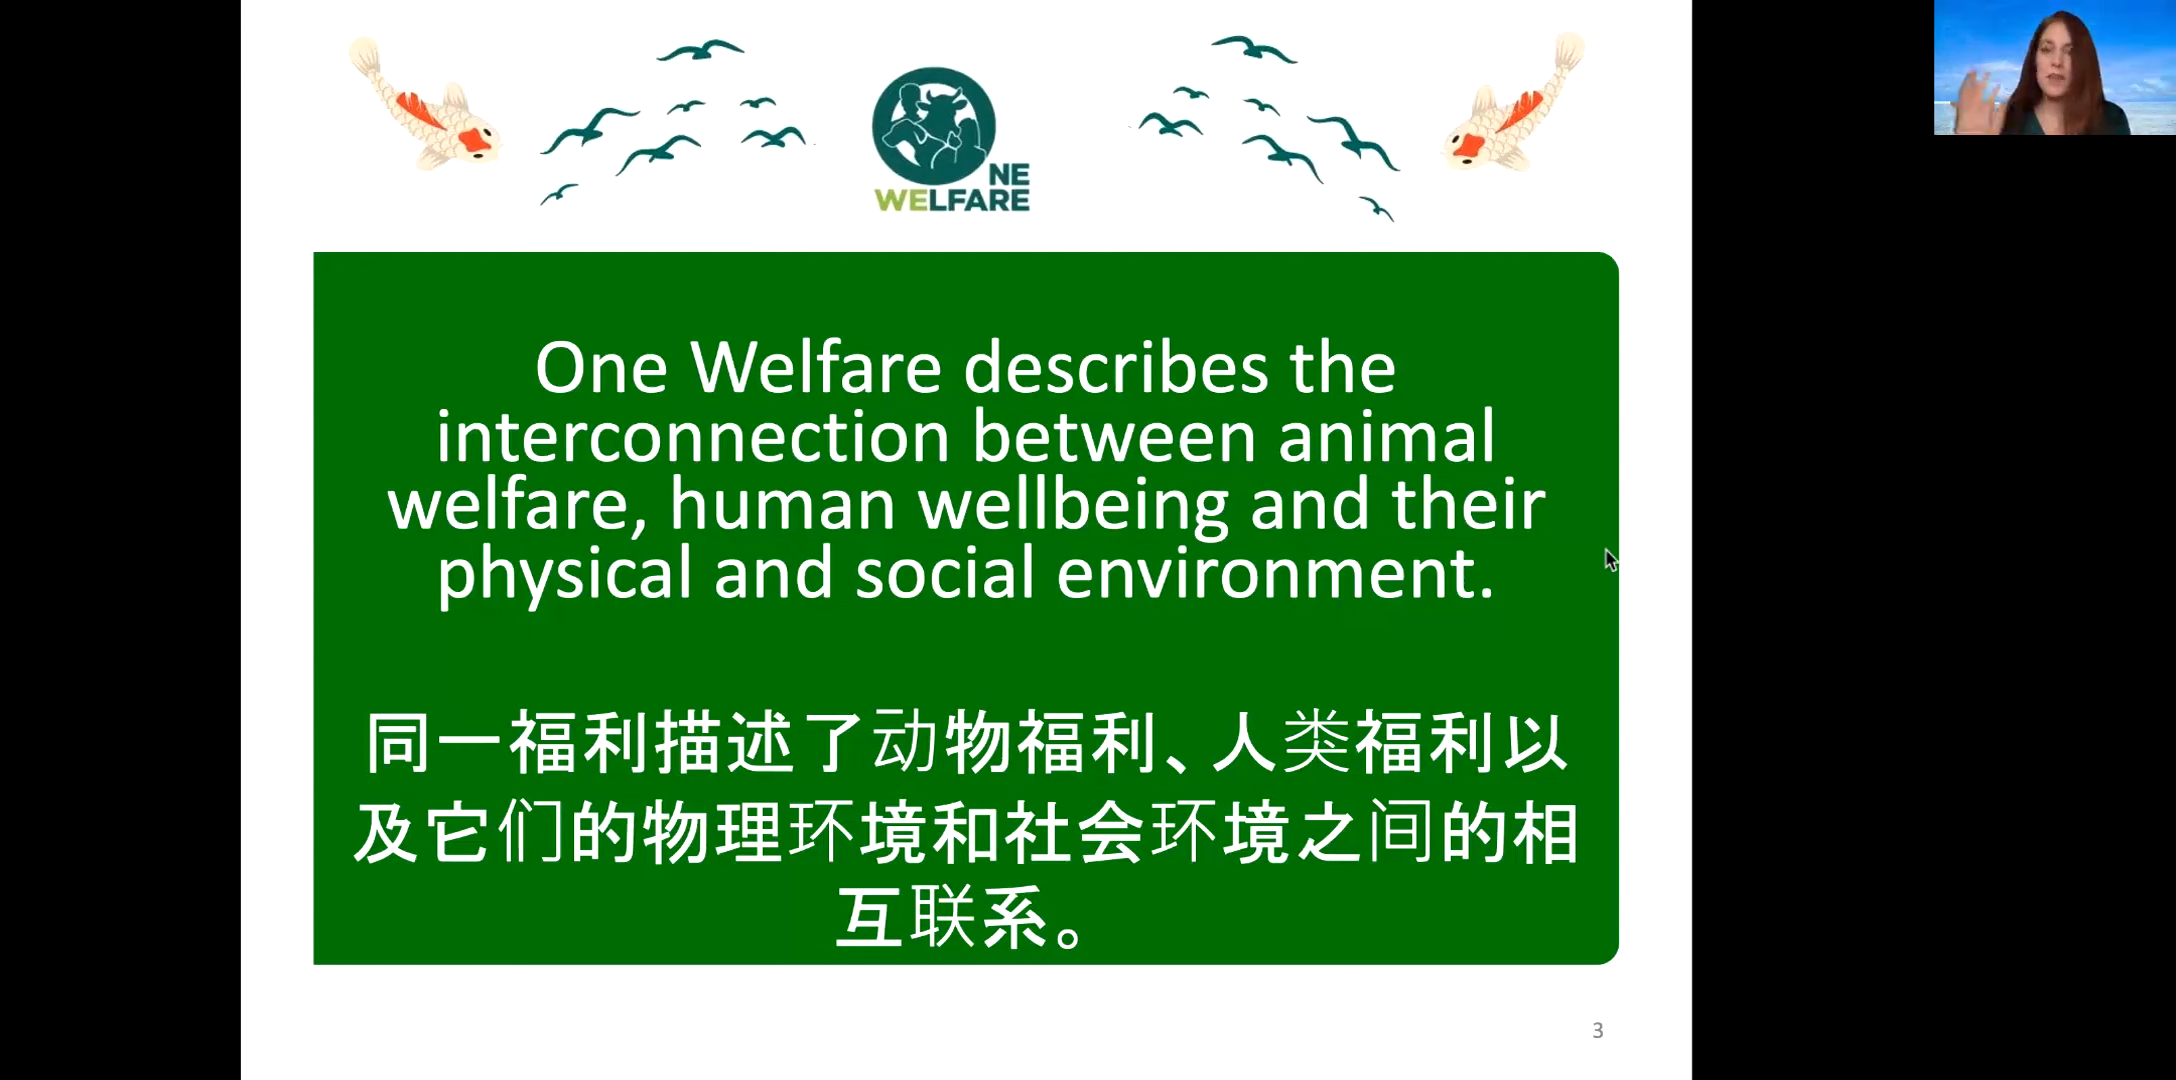 ONE
WELFARE
One Welfare describes the
interconnection between animal
welfare, human wellbeing and their
physical and social environment.
同一福利描述了动物福利、人类福利以
及它们的物理环境和社会环境之间的相
互联系。
3